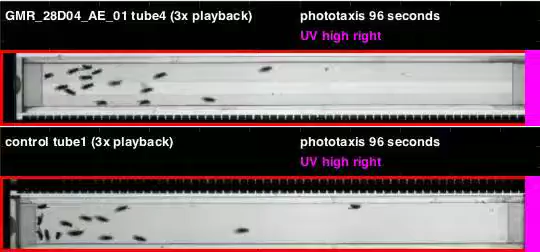 GMR_28D04_AE_01 tube4 (3x playback)
phototaxis 96 seconds
UV high right
control tube1 (3x playback)
phototaxis 96 seconds
UV high right